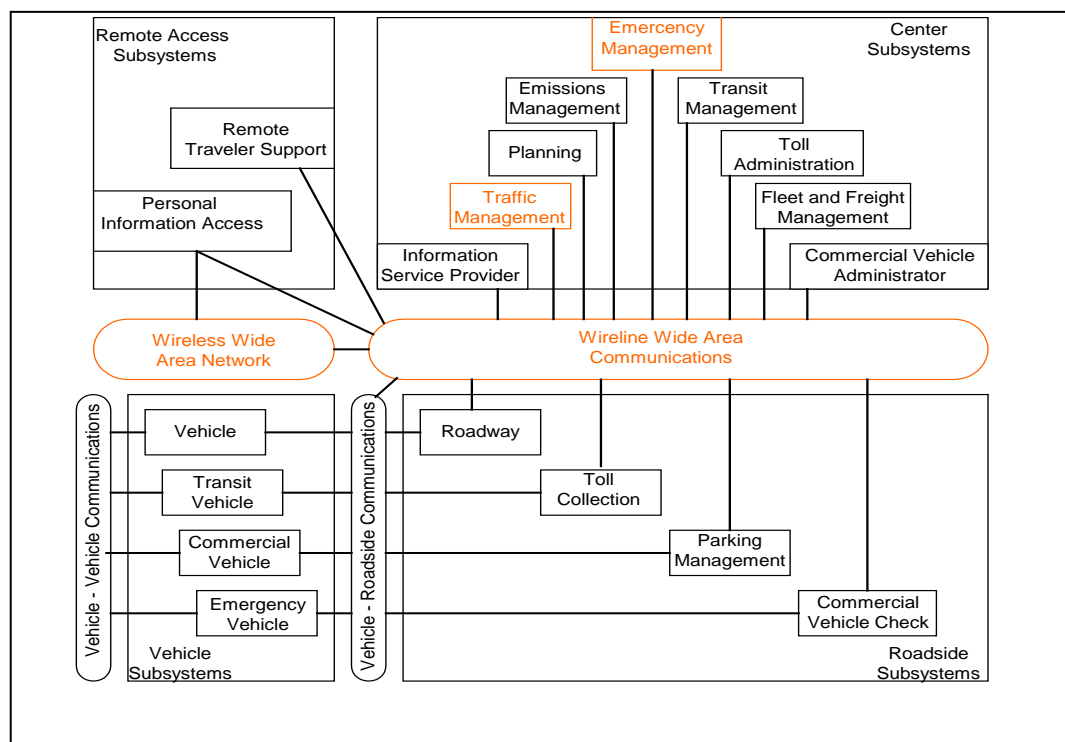 Remote Access
Subsystems
Remote
Traveler Support
Personal
Information Access
Emercency
Management
Center
Subsystems
Emissions
Management
Transit
Management
Planning
Toll
Administration
Traffic
Management
Fleet and Freight
Management
Information
Service Provider
Commercial Vehicle
Administrator
Wireless Wide
Area Network
Wireline Wide Area
Communications
Vehicle - Vehicle Communications
Vehicle
Transit
Vehicle
Commercial
Vehicle
Emergency
Vehicle
Vehicle
Subsystems
Vehicle - Roadside Communications
Roadway
Toll
Collection
Parking
Management
Commercial
Vehicle Check
Roadside
Subsystems